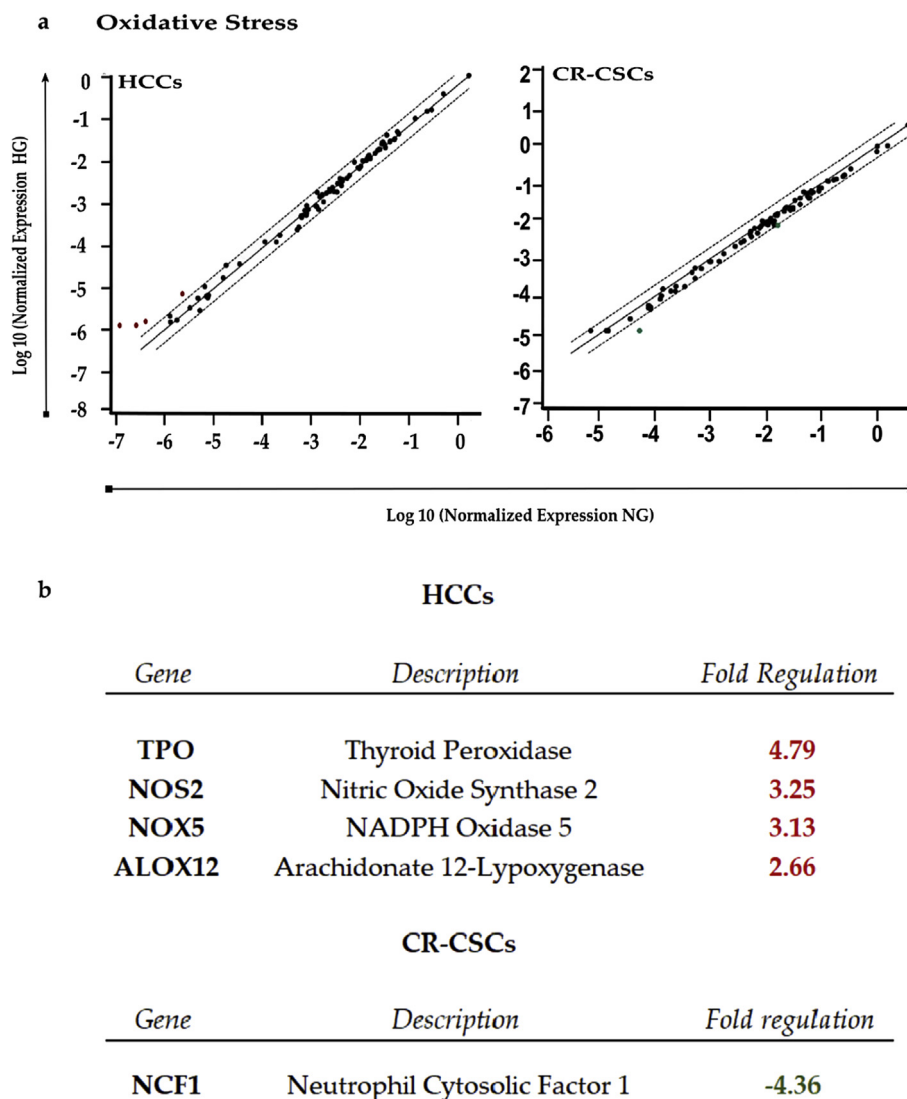 a Oxidative Stress
HCCs
CR-CSCs
Log 10 (Normalized Expression HG)
0
-1
-2
-3
-4
-5
-6
-7
-8
-7 -6 -5 -4 -3 -2 -1 0
2
1
0
-1
-2
-3
-4
-5
-6
-7
-6 -5 -4 -3 -2 -1 0
Log 10 (Normalized Expression NG)
b
HCCs
Gene Description Fold Regulation
TPO Thyroid Peroxidase 4.79
NOS2 Nitric Oxide Synthase 2 3.25
NOX5 NADPH Oxidase 5 3.13
ALOX12 Arachidonate 12-Lypoxygenase 2.66
CR-CSCs
Gene Description Fold regulation
NCF1 Neutrophil Cytosolic Factor 1 -4.36